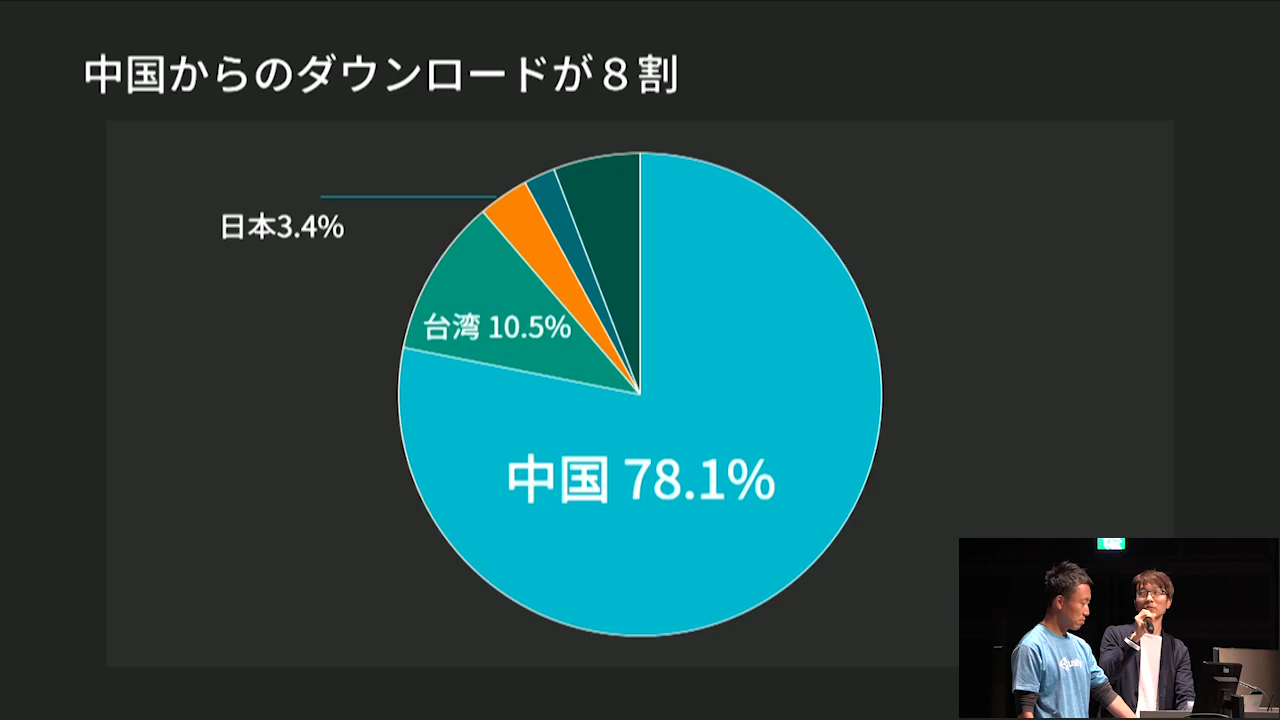 中国からのダウンロードが８割
日本3.4%
台湾 10.5%
中国 78.1%
unity